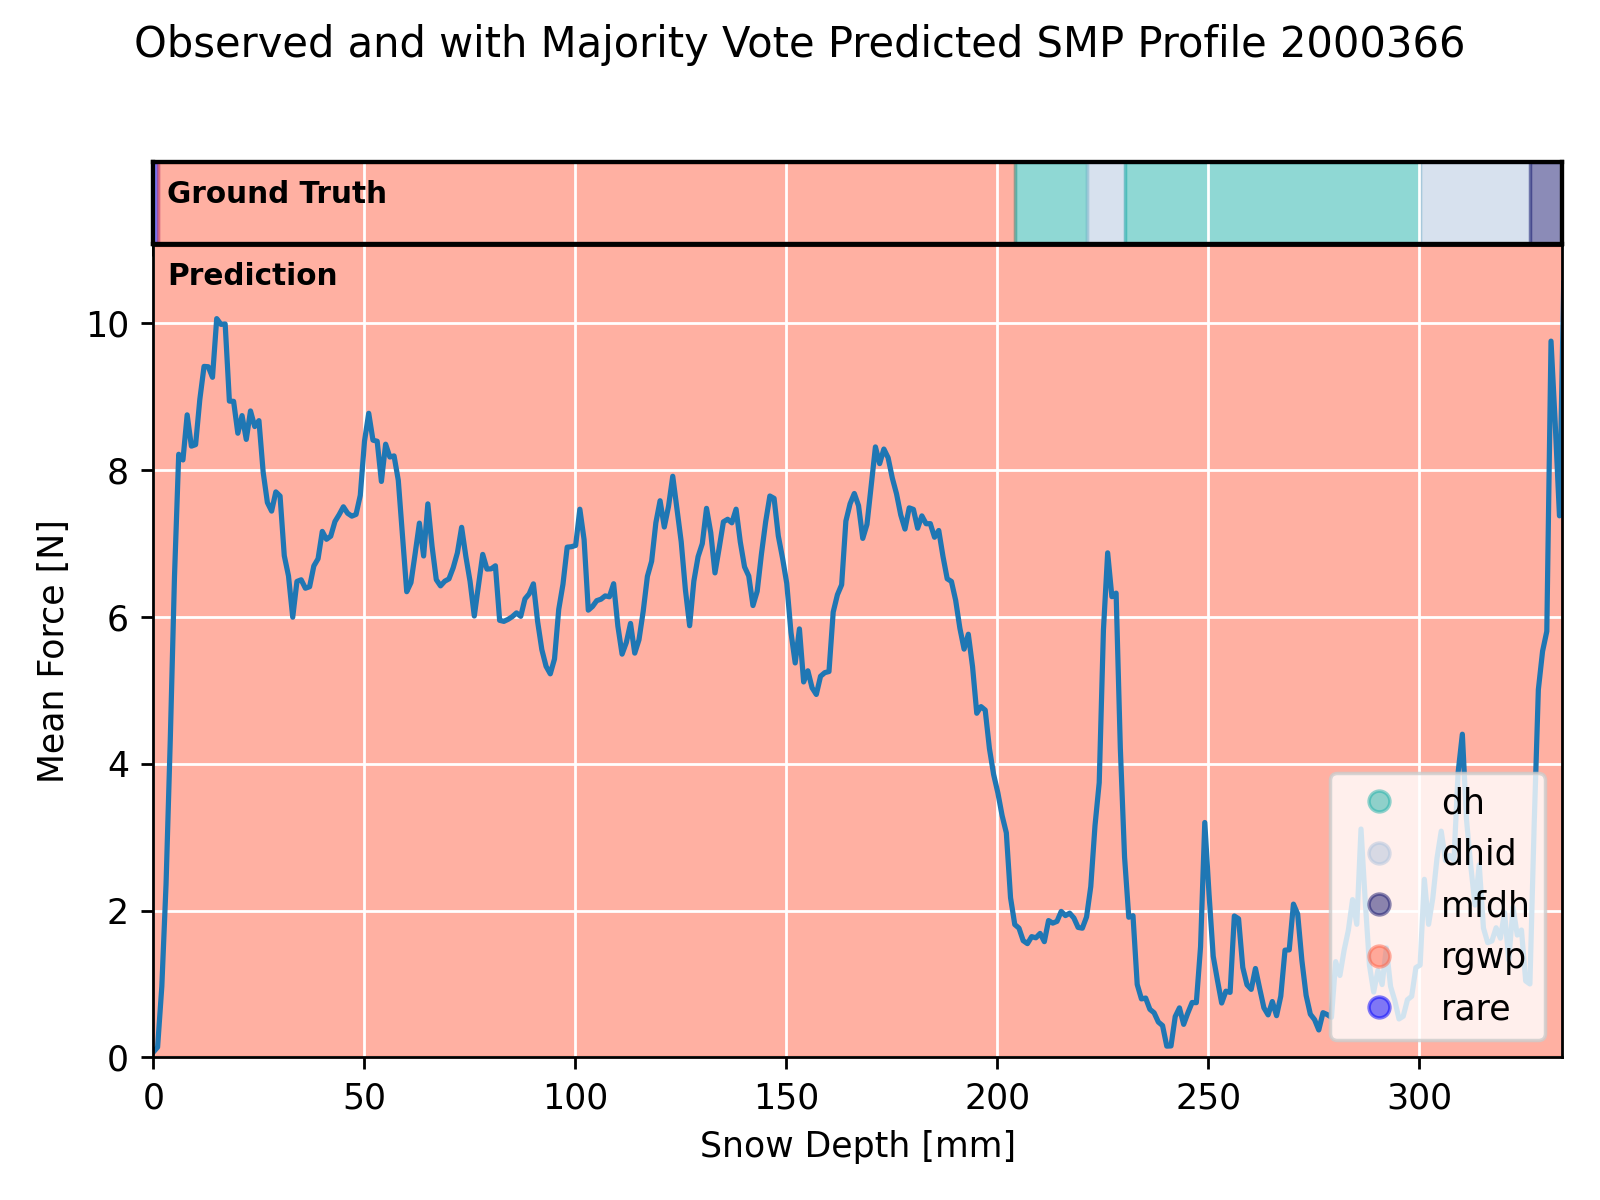 Observed and with Majority Vote Predicted SMP Profile 2000366
Ground Truth
Prediction
10
8
6
4
2
0
Mean Force [N]
0 50 100 150 200 250 300
Snow Depth [mm]
dh
dhid
mfdh
rgwp
rare